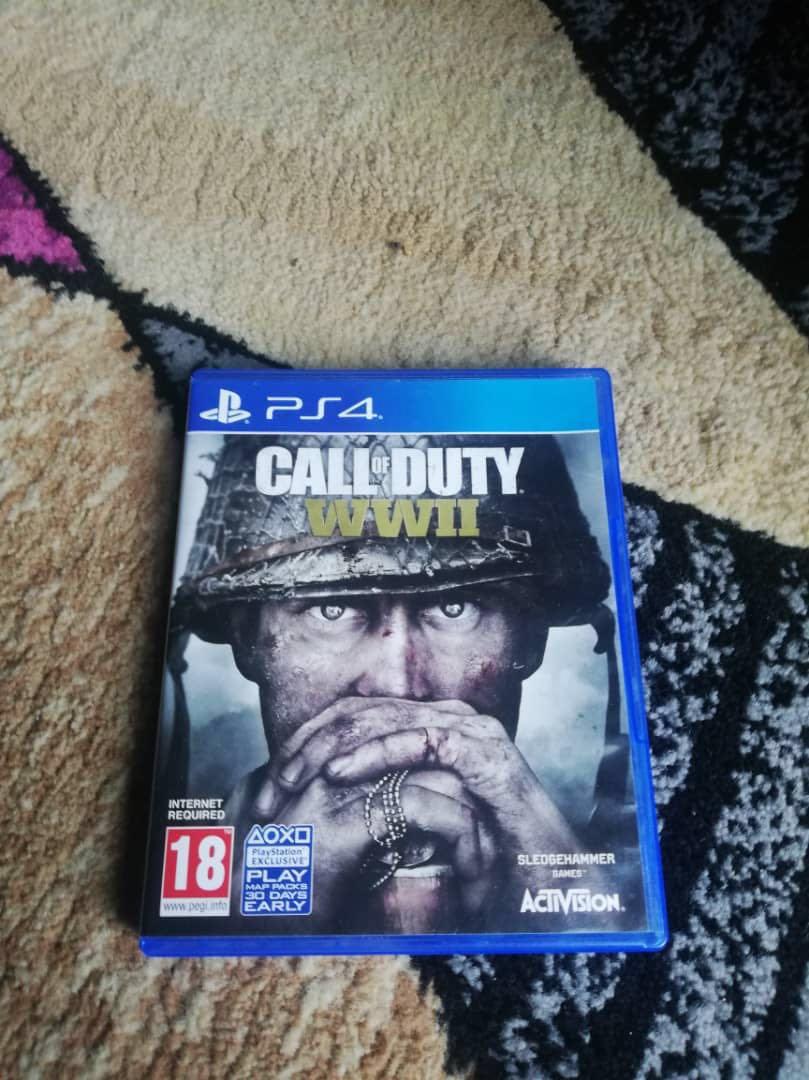 PS4
CALL OF DUTY
WWII
INTERNET
REQUIRED
18
www.pegi.info
PlayStation
EXCLUSIVE
PLAY
MAP PACKS
30 DAYS
EARLY
SLEDGEHAMMER
GAMES
ACTIVISION